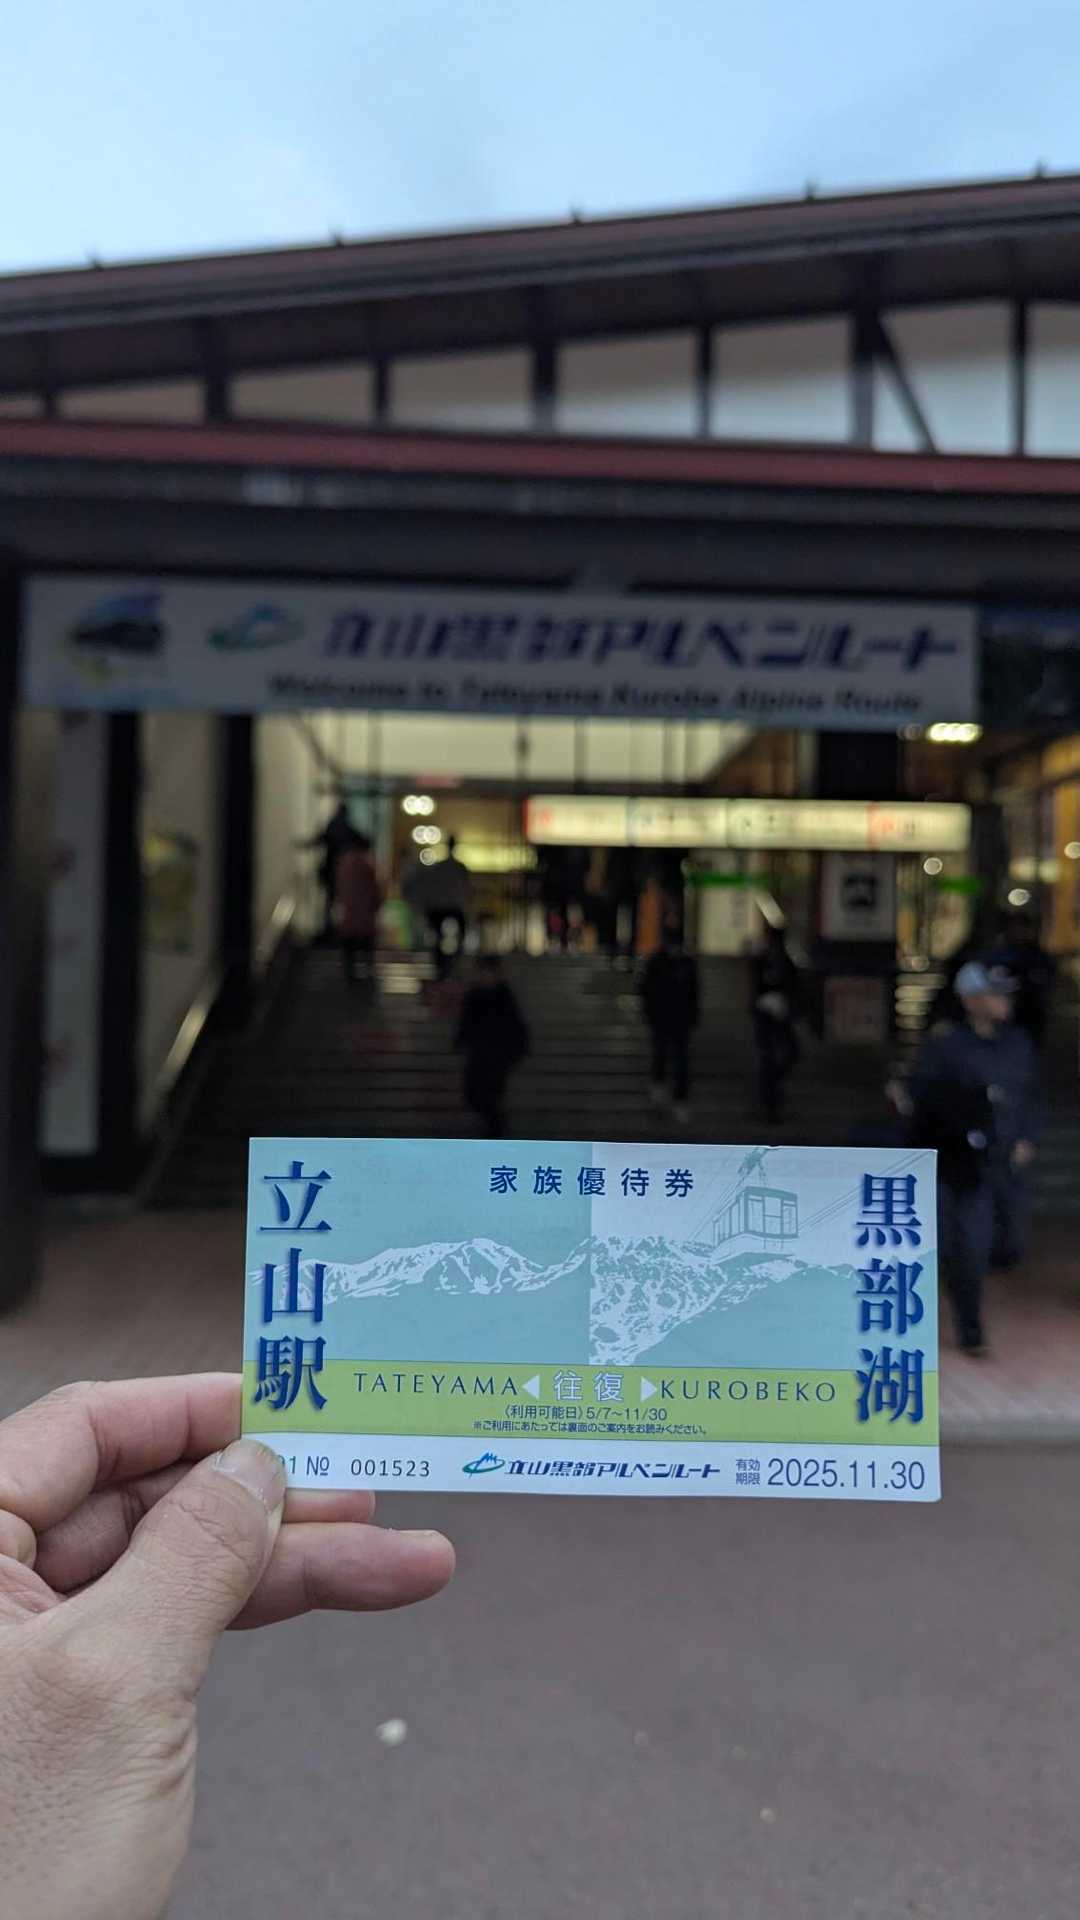 立山黒部アルペンルート
Welcome to Tateyama Kurobe Alpine Route
家族優待券
立山駅
黒部湖
TATEYAMA◀往復▶KUROBEKO
〈利用可能日〉5/7〜11/30
※ご利用にあたっては裏面のご案内をお読みください。
01 № 001523
立山黒部アルペンルート
有効期限 2025.11.30